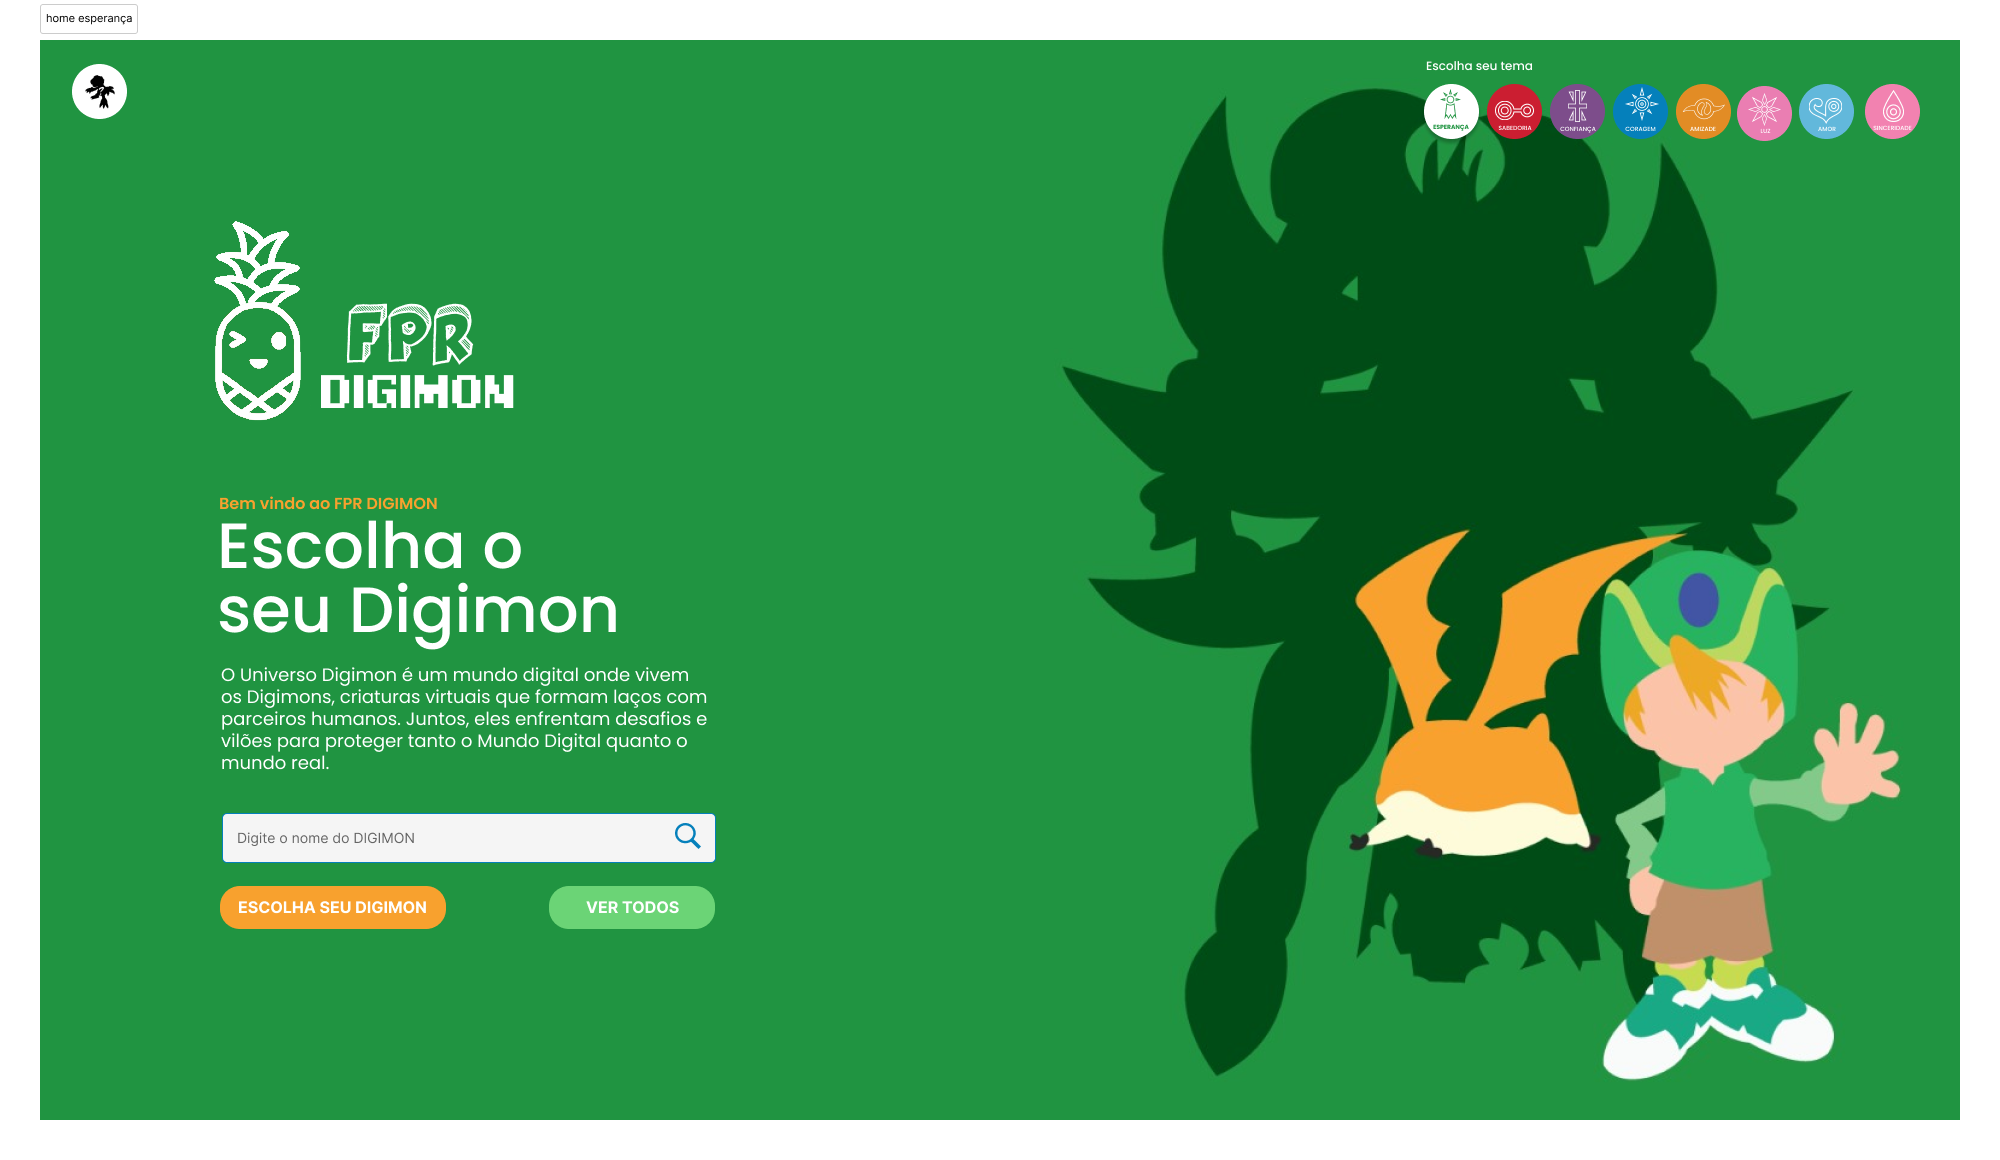 home esperança
Escolha seu tema
ESPERANÇA
SABEDORIA
CONFIANÇA
CORAGEM
AMIZADE
LUZ
AMOR
SINCERIDADE
FPR
DIGIMON
Bem vindo ao FPR DIGIMON
Escolha o
seu Digimon
O Universo Digimon é um mundo digital onde vivem
os Digimons, criaturas virtuais que formam laços com
parceiros humanos. Juntos, eles enfrentam desafios e
vilões para proteger tanto o Mundo Digital quanto o
mundo real.
Digite o nome do DIGIMON
ESCOLHA SEU DIGIMON
VER TODOS